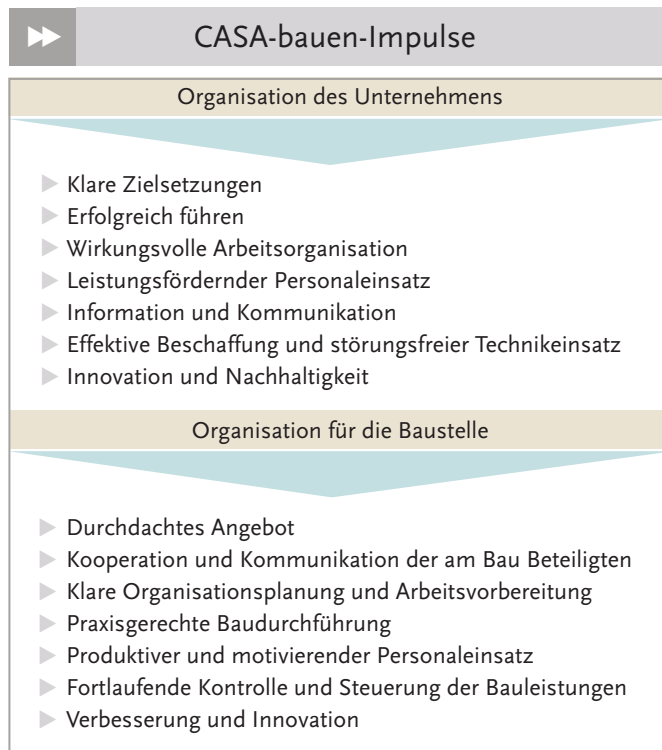 CASA-bauen-Impulse
Organisation des Unternehmens
Klare Zielsetzungen
Erfolgreich führen
Wirkungsvolle Arbeitsorganisation
Leistungsfördernder Personaleinsatz
Information und Kommunikation
Effektive Beschaffung und störungsfreier Technikeinsatz
Innovation und Nachhaltigkeit
Organisation für die Baustelle
Durchdachtes Angebot
Kooperation und Kommunikation der am Bau Beteiligten
Klare Organisationsplanung und Arbeitsvorbereitung
Praxisgerechte Baudurchführung
Produktiver und motivierender Personaleinsatz
Fortlaufende Kontrolle und Steuerung der Bauleistungen
Verbesserung und Innovation